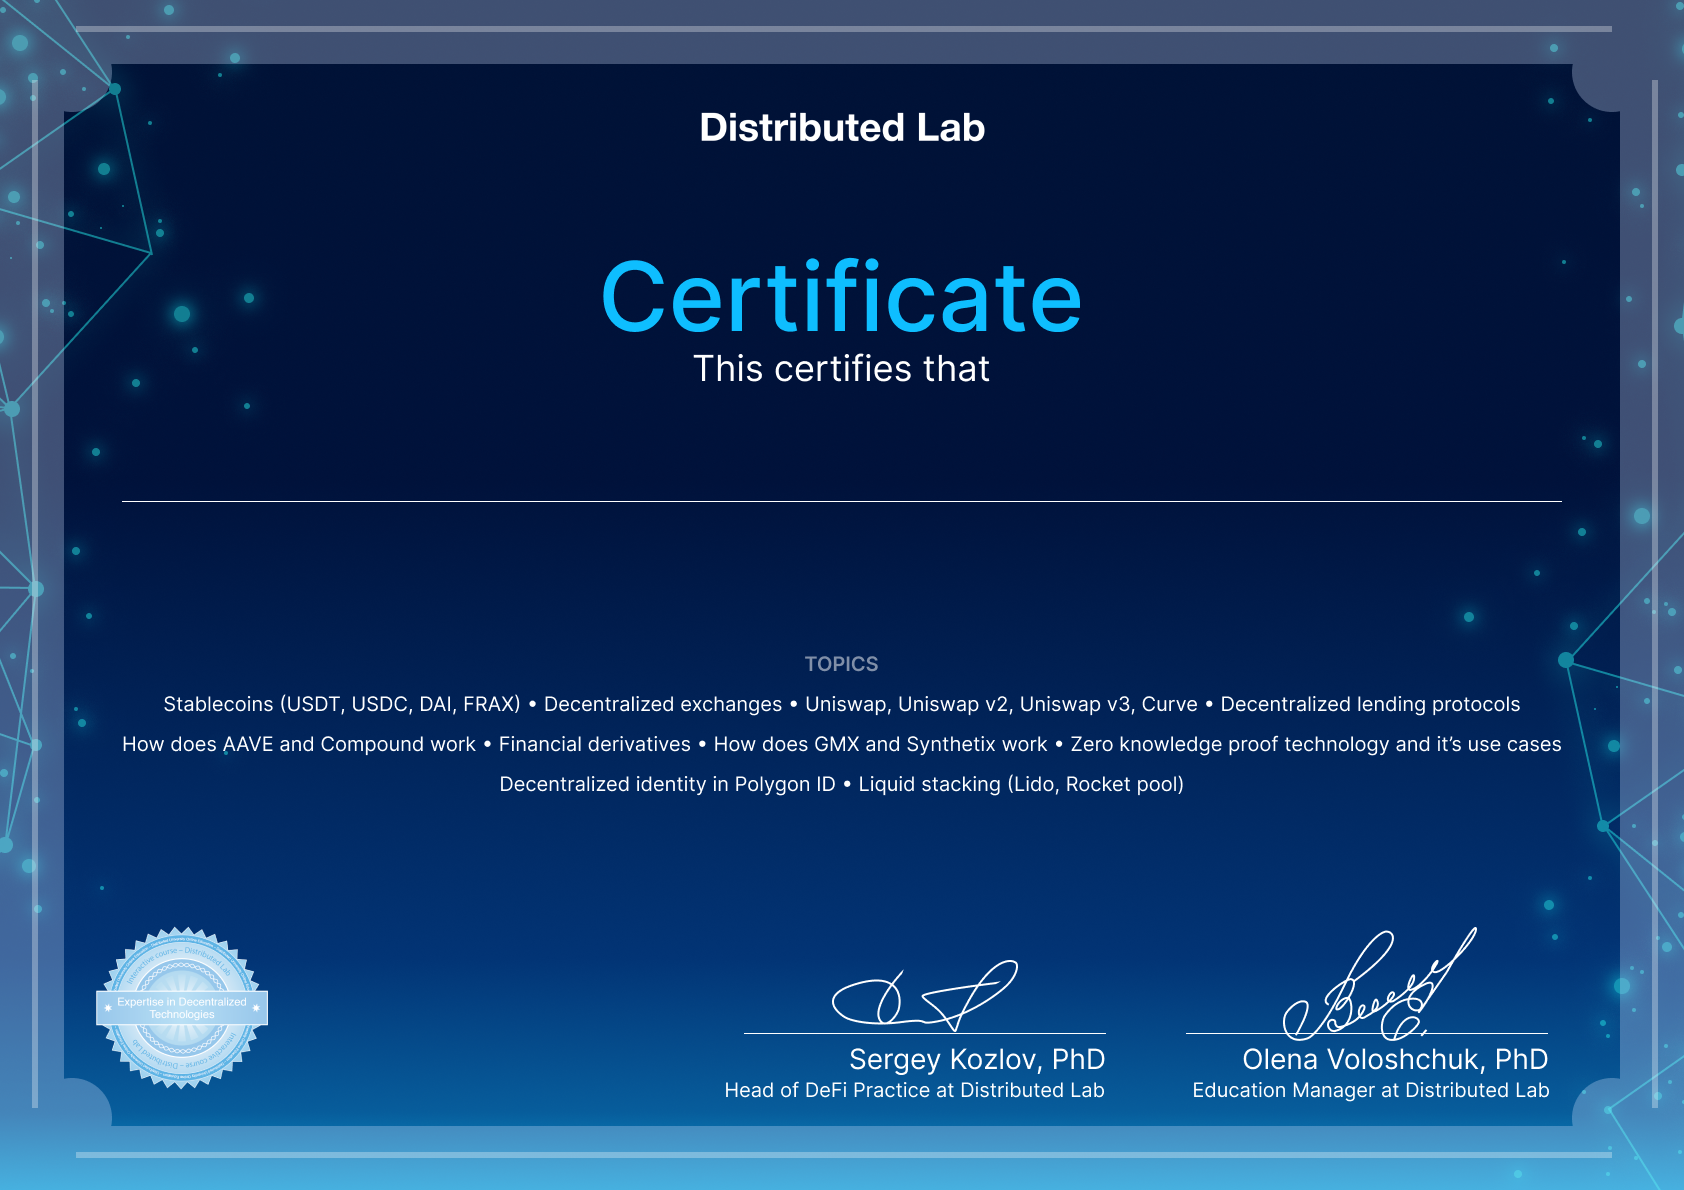 Distributed Lab
Certificate
This certifies that
TOPICS
Stablecoins (USDT, USDC, DAI, FRAX) • Decentralized exchanges • Uniswap, Uniswap v2, Uniswap v3, Curve • Decentralized lending protocols
How does AAVE and Compound work • Financial derivatives • How does GMX and Synthetix work • Zero knowledge proof technology and it’s use cases
Decentralized identity in Polygon ID • Liquid stacking (Lido, Rocket pool)
Interactive course – Distributed Lab
Expertise in Decentralized
Technologies
Interactive course – Distributed Lab
Sergey Kozlov, PhD
Head of DeFi Practice at Distributed Lab
Olena Voloshchuk, PhD
Education Manager at Distributed Lab